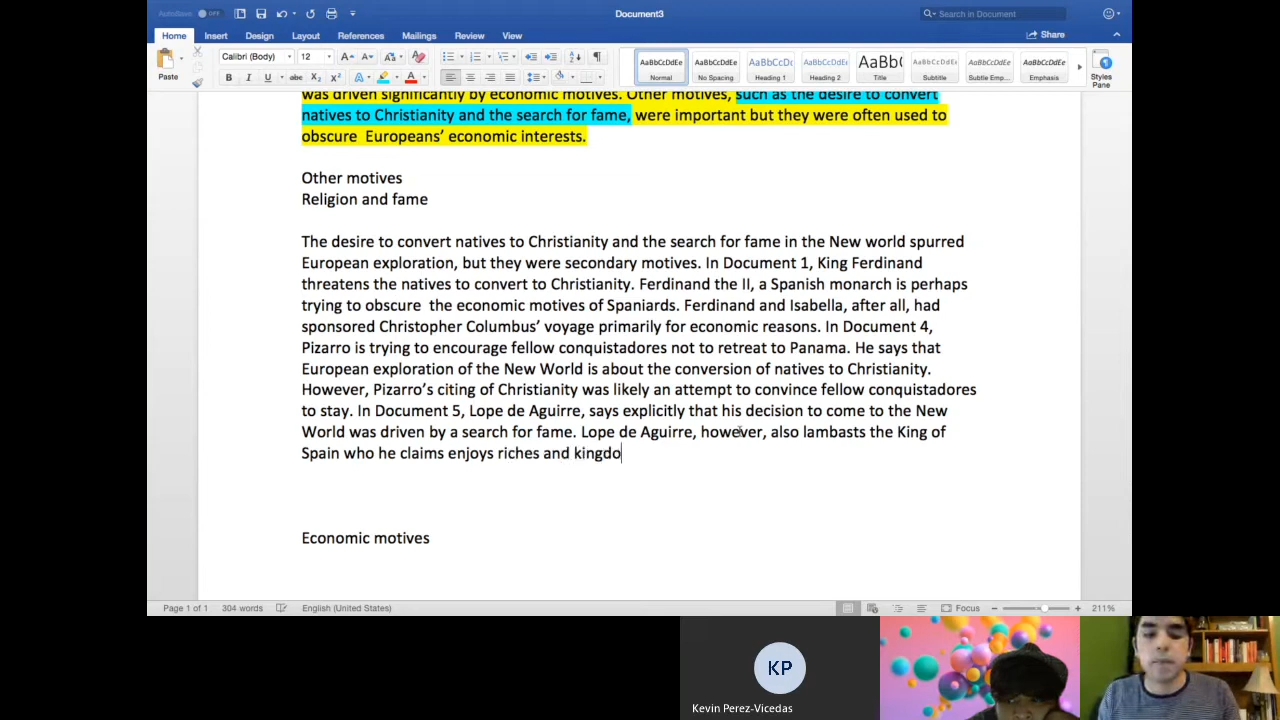 AutoSave OFF
Document3
Search in Document
Home Insert Design Layout References Mailings Review View
Share
Paste
Calibri (Body) 12
B I U abc X2 X2 A A
AaBbCcDdEe AaBbCcDdEe AaBbCcDc AaBbCcDdEe AaBb( AaBbCcDdEe AaBbCcDdEe AaBbCcDdEe
Normal No Spacing Heading 1 Heading 2 Title Subtitle Subtle Emp... Emphasis Styles Pane
was driven significantly by economic motives. Other motives, such as the desire to convert
natives to Christianity and the search for fame, were important but they were often used to
obscure Europeans’ economic interests.
Other motives
Religion and fame
The desire to convert natives to Christianity and the search for fame in the New world spurred
European exploration, but they were secondary motives. In Document 1, King Ferdinand
threatens the natives to convert to Christianity. Ferdinand the II, a Spanish monarch is perhaps
trying to obscure the economic motives of Spaniards. Ferdinand and Isabella, after all, had
sponsored Christopher Columbus’ voyage primarily for economic reasons. In Document 4,
Pizarro is trying to encourage fellow conquistadores not to retreat to Panama. He says that
European exploration of the New World is about the conversion of natives to Christianity.
However, Pizarro’s citing of Christianity was likely an attempt to convince fellow conquistadores
to stay. In Document 5, Lope de Aguirre, says explicitly that his decision to come to the New
World was driven by a search for fame. Lope de Aguirre, however, also lambasts the King of
Spain who he claims enjoys riches and kingdo
Economic motives
Page 1 of 1 304 words English (United States) Focus 211%
KP
Kevin Perez-Vicedas